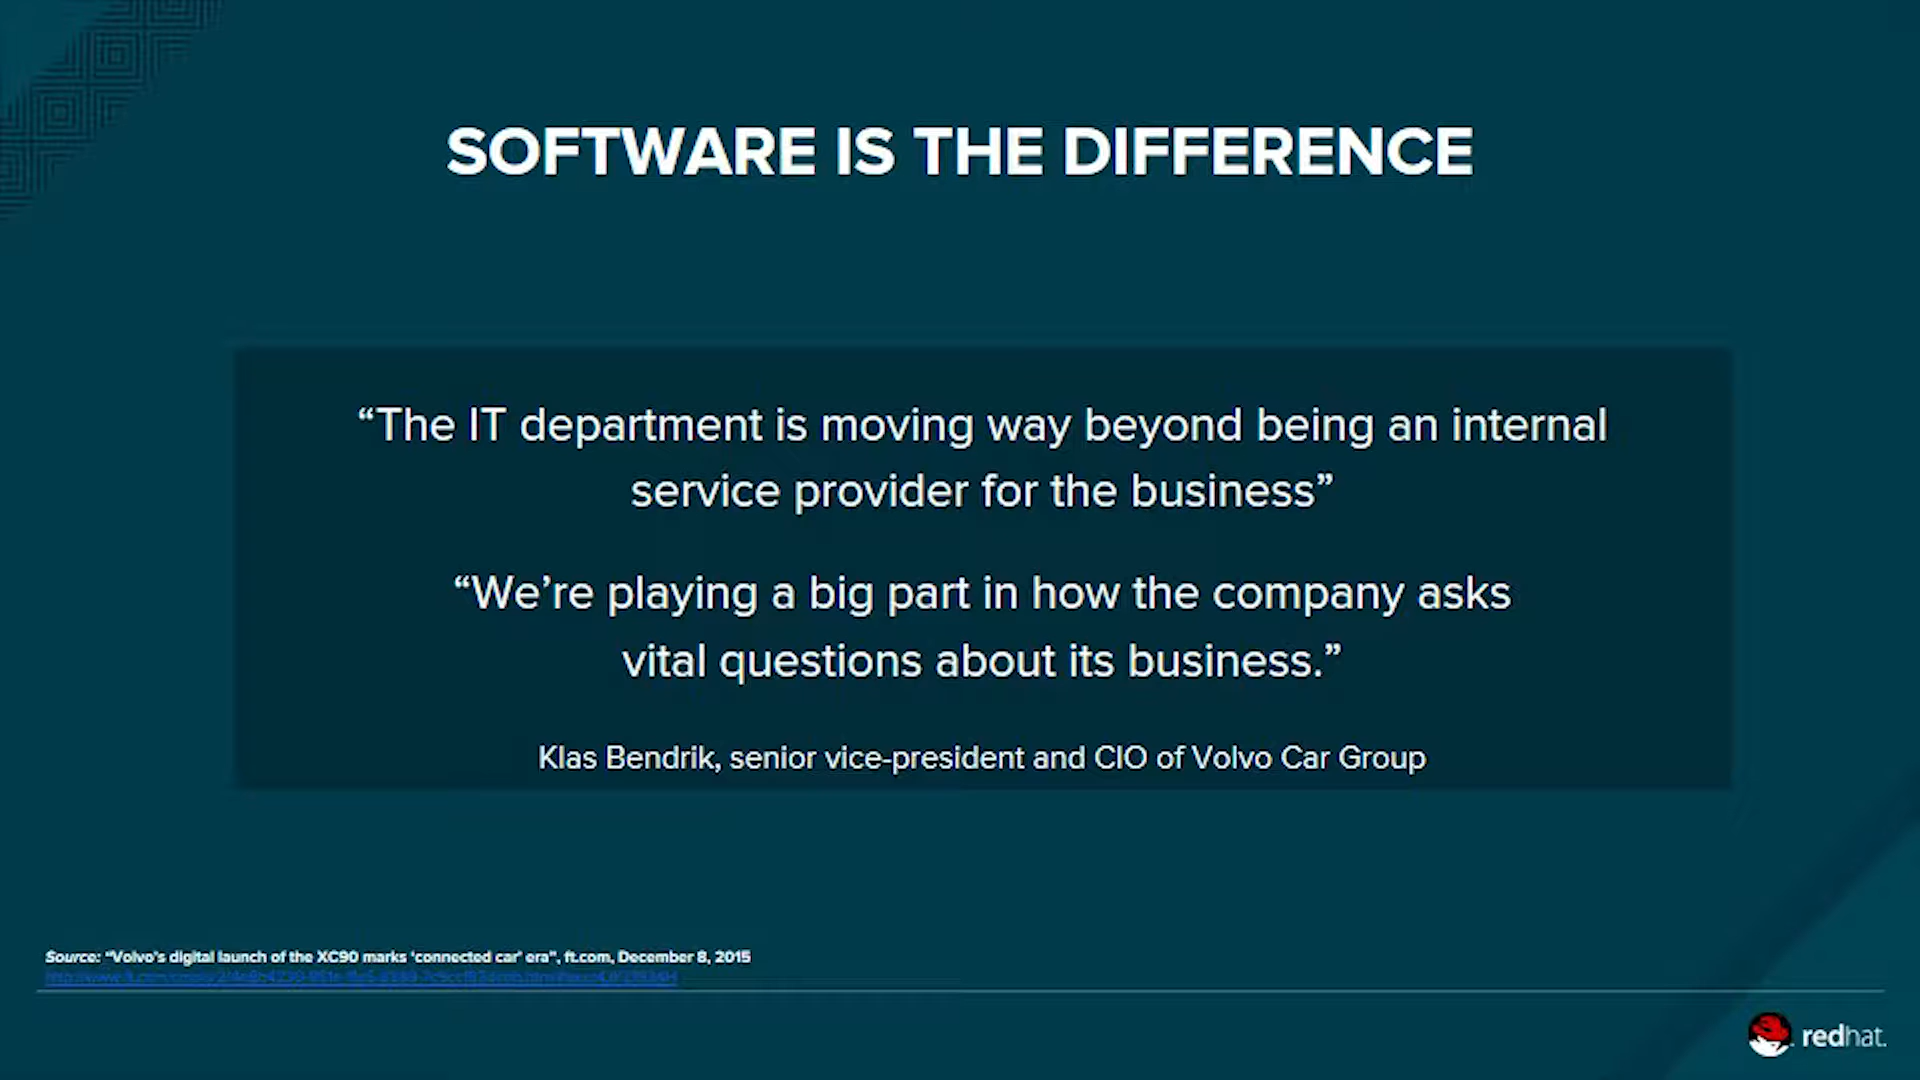 SOFTWARE IS THE DIFFERENCE
“The IT department is moving way beyond being an internal
service provider for the business”
“We’re playing a big part in how the company asks
vital questions about its business.”
Klas Bendrik, senior vice-president and CIO of Volvo Car Group
Source: “Volvo’s digital launch of the XC90 marks ‘connected car’ era”, ft.com, December 8, 2015
redhat.